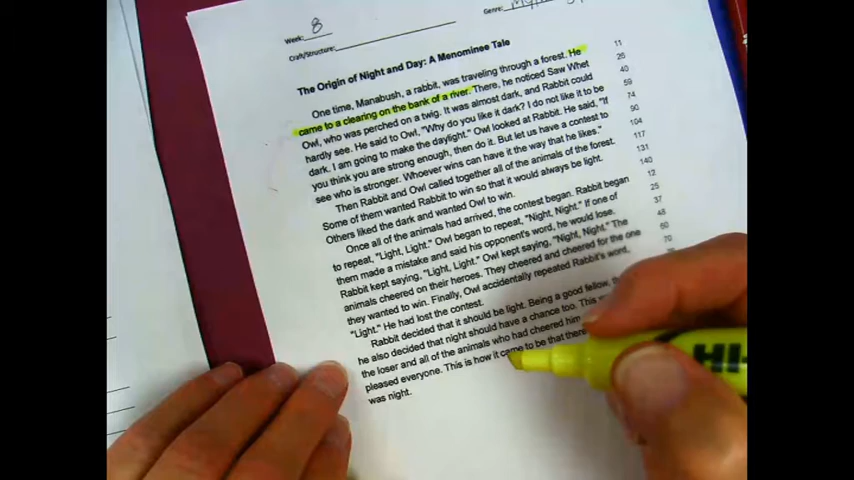 Week: 8
Genre:
Craft/Structure:
The Origin of Night and Day: A Menominee Tale
One time, Manabush, a rabbit, was traveling through a forest. He 11
came to a clearing on the bank of a river. There, he noticed Saw Whet 26
Owl, who was perched on a twig. It was almost dark, and Rabbit could 40
hardly see. He said to Owl, "Why do you like it dark? I do not like it to be 59
dark. I am going to make the daylight." Owl looked at Rabbit. He said, "If 74
you think you are strong enough, then do it. But let us have a contest to 90
see who is stronger. Whoever wins can have it the way that he likes." 104
Then Rabbit and Owl called together all of the animals of the forest. 117
Some of them wanted Rabbit to win so that it would always be light. 131
Others liked the dark and wanted Owl to win. 140
Once all of the animals had arrived, the contest began. Rabbit began 12
to repeat, "Light, Light." Owl began to repeat, "Night, Night." If one of 25
them made a mistake and said his opponent's word, he would lose. 37
Rabbit kept saying, "Light, Light." Owl kept saying, "Night, Night" The 48
animals cheered on their heroes. They cheered and cheered for the one 60
they wanted to win. Finally, Owl accidentally repeated Rabbit's word, 70
"Light." He had lost the contest.
Rabbit decided that it should be light. Being a good fellow,
he also decided that night should have a chance too. This
the loser and all of the animals who had cheered him
pleased everyone. This is how it came to be that there
was night.
HI-